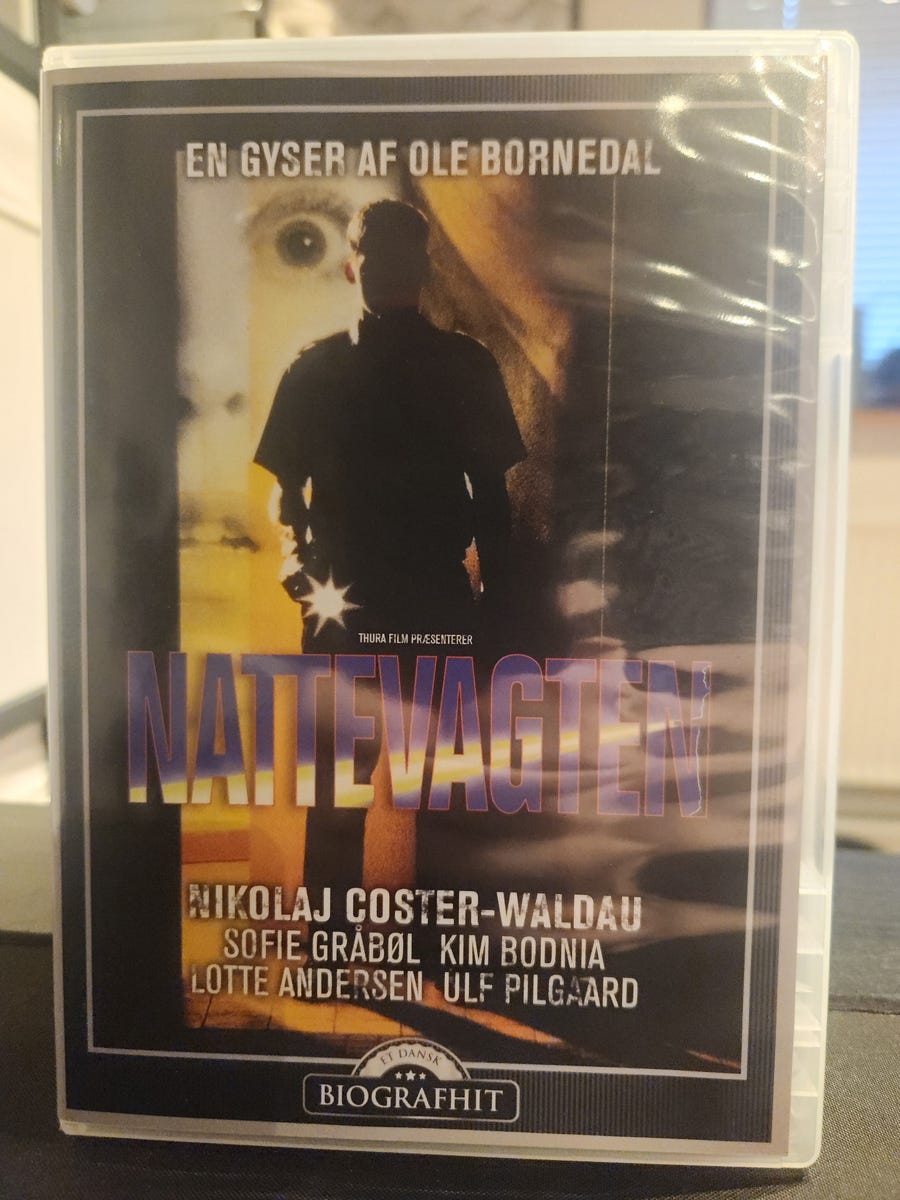 EN GYSER AF OLE BORNEDAL
THURA FILM PRÆSENTERER
NATTEVAGTEN
NIKOLAJ COSTER-WALDAU
SOFIE GRÅBØL KIM BODNIA
LOTTE ANDERSEN ULF PILGAARD
ET DANSK
BIOGRAFHIT